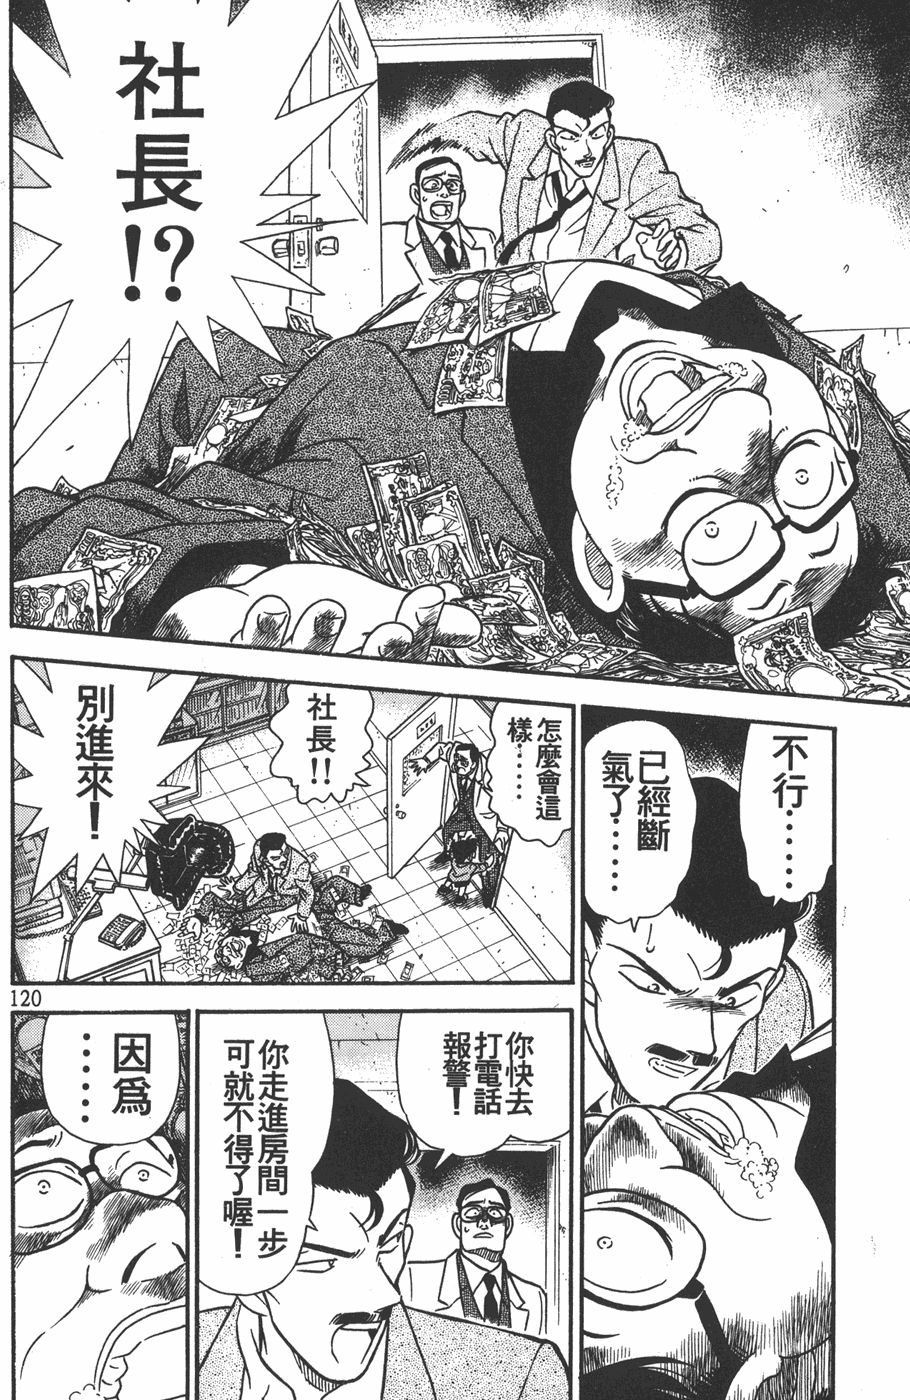 社長!?
不行……
已經斷
氣了……
怎麼會這
樣……
社長!!
別進來!
你快去
打電話
報警!
你走進房間一步
可就不得了喔!
因為
……
120